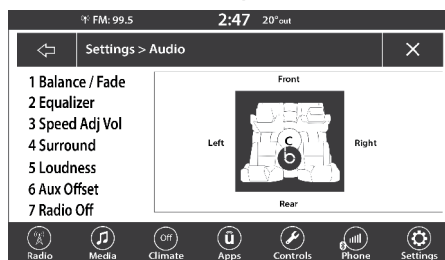 FM: 99.5 2:47 20°out
Settings > Audio
1 Balance / Fade
2 Equalizer
3 Speed Adj Vol
4 Surround
5 Loudness
6 Aux Offset
7 Radio Off
Front
Left
C
b
Right
Rear
Off
ü
Radio Media Climate Apps Controls Phone Settings